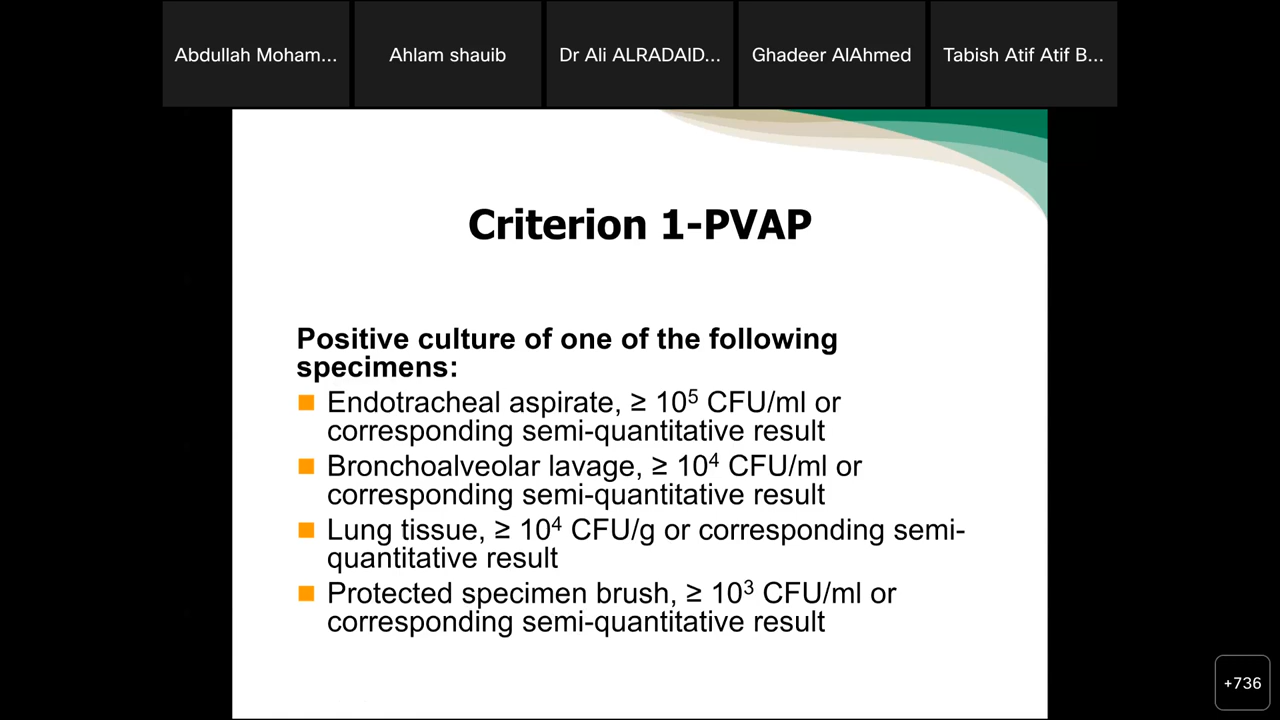 Abdullah Moham...
Ahlam shauib
Dr Ali ALRADAID...
Ghadeer AlAhmed
Tabish Atif Atif B...
Criterion 1-PVAP
Positive culture of one of the following
specimens:
Endotracheal aspirate, ≥ 10⁵ CFU/ml or
corresponding semi-quantitative result
Bronchoalveolar lavage, ≥ 10⁴ CFU/ml or
corresponding semi-quantitative result
Lung tissue, ≥ 10⁴ CFU/g or corresponding semi-
quantitative result
Protected specimen brush, ≥ 10³ CFU/ml or
corresponding semi-quantitative result
+736